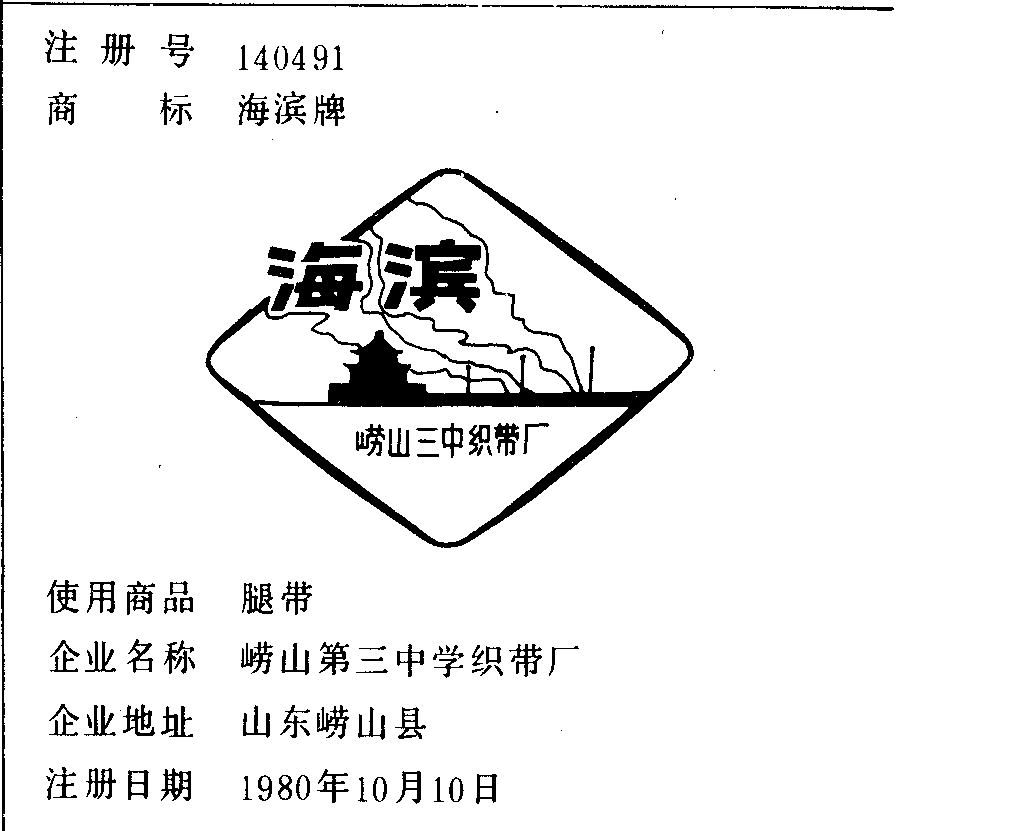 注册号 140491
商标 海滨牌
海滨
崂山三中织带厂
使用商品 腿带
企业名称 崂山第三中学织带厂
企业地址 山东崂山县
注册日期 1980年10月10日